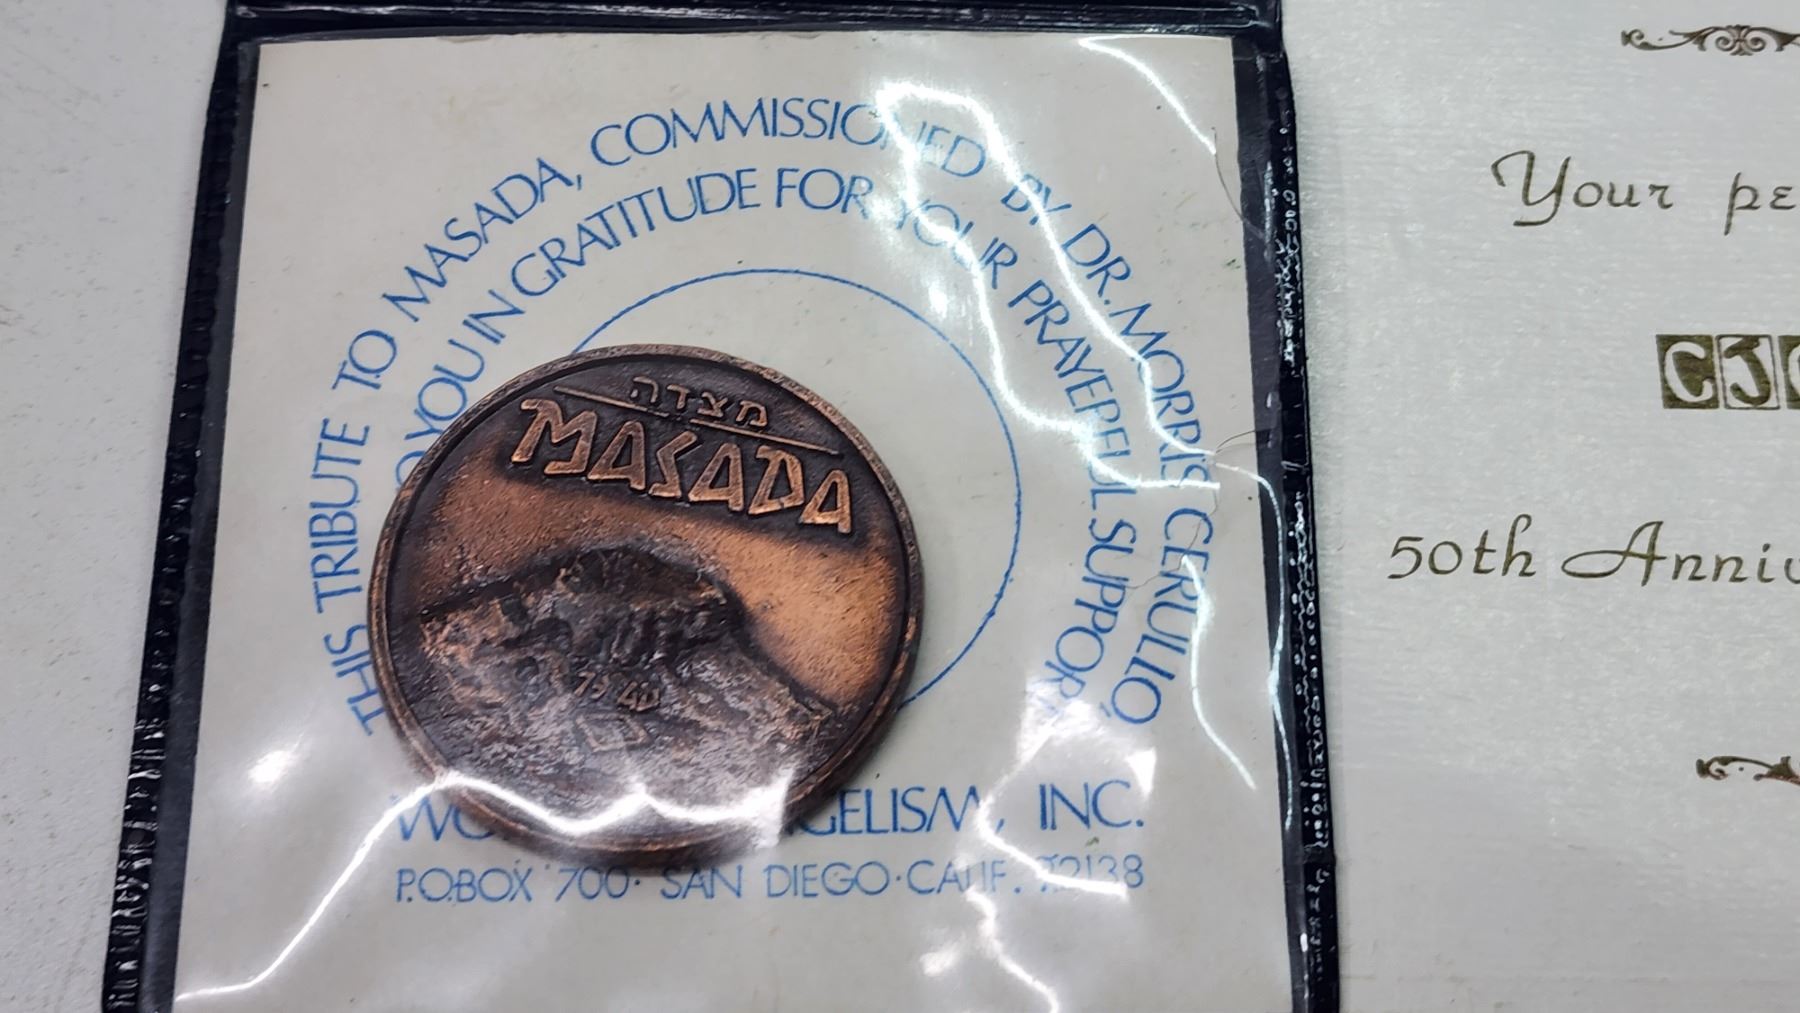 THIS TRIBUTE TO MASADA, COMMISSIONED BY DR. MORRIS CERULLO,
YOU IN GRATITUDE FOR YOUR PRAYERFUL SUPPORT
מצדה
MASADA
INC.
P.O.BOX 700· SAN DIEGO·CALIF. 92138
Your
50th